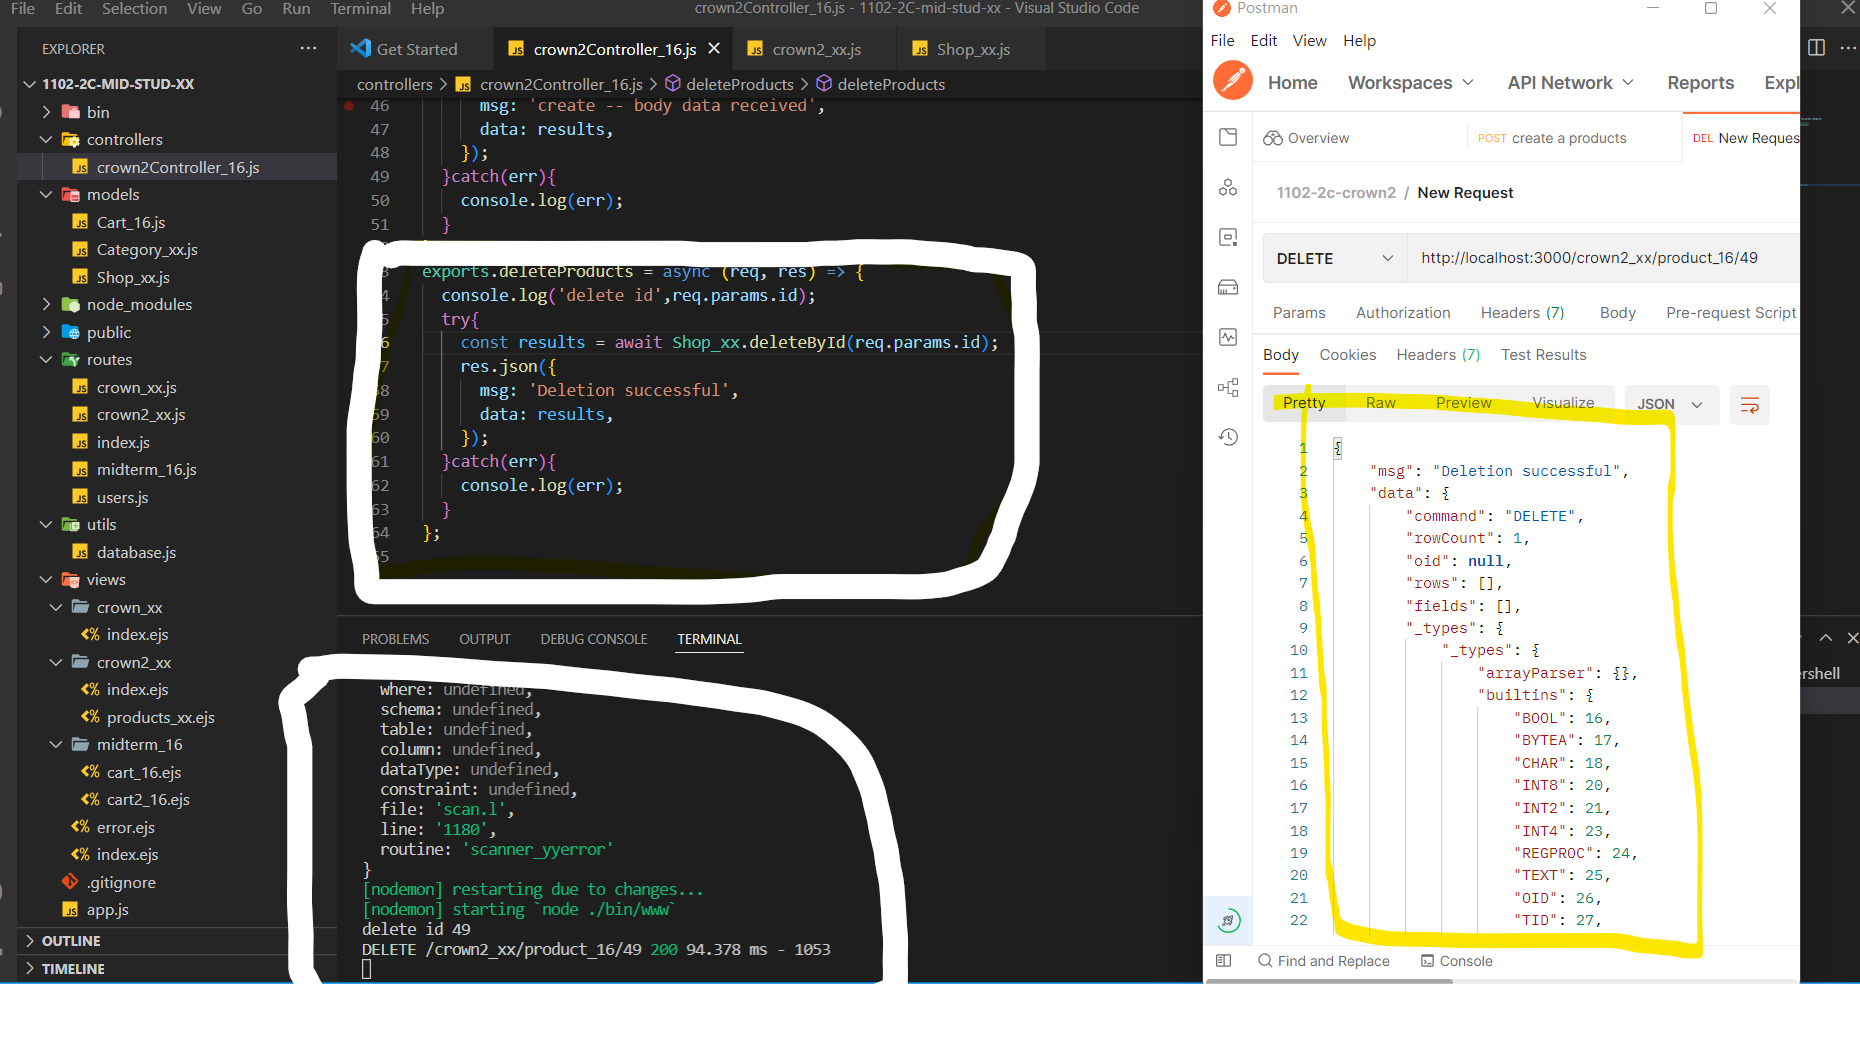 File Edit Selection View Go Run Terminal Help
crown2Controller_16.js - 1102-2C-mid-stud-xx - Visual Studio Code
EXPLORER
1102-2C-MID-STUD-XX
bin
controllers
crown2Controller_16.js
models
Cart_16.js
Category_xx.js
Shop_xx.js
node_modules
public
routes
crown_xx.js
crown2_xx.js
index.js
midterm_16.js
users.js
utils
database.js
views
crown_xx
index.ejs
crown2_xx
index.ejs
products_xx.ejs
midterm_16
cart_16.ejs
cart2_16.ejs
error.ejs
index.ejs
.gitignore
app.js
OUTLINE
TIMELINE
Get Started crown2Controller_16.js crown2_xx.js Shop_xx.js
controllers > crown2Controller_16.js > deleteProducts > deleteProducts
46 msg: 'create -- body data received',
47 data: results,
48 });
49 }catch(err){
50 console.log(err);
51 }
3 exports.deleteProducts = async (req, res) => {
4 console.log('delete id',req.params.id);
5 try{
6 const results = await Shop_xx.deleteById(req.params.id);
7 res.json({
58 msg: 'Deletion successful',
59 data: results,
60 });
61 }catch(err){
62 console.log(err);
63 }
64 };
55
PROBLEMS OUTPUT DEBUG CONSOLE TERMINAL
where: undefined,
schema: undefined,
table: undefined,
column: undefined,
dataType: undefined,
constraint: undefined,
file: 'scan.l',
line: '1180',
routine: 'scanner_yyerror'
}
[nodemon] restarting due to changes...
[nodemon] starting `node ./bin/www`
delete id 49
DELETE /crown2_xx/product_16/49 200 94.378 ms - 1053
ershell
Postman
File Edit View Help
Home Workspaces API Network Reports Expl
Overview POST create a products DEL New Reques
1102-2c-crown2 / New Request
DELETE http://localhost:3000/crown2_xx/product_16/49
Params Authorization Headers (7) Body Pre-request Script
Body Cookies Headers (7) Test Results
Pretty Raw Preview Visualize JSON
1 {
2 "msg": "Deletion successful",
3 "data": {
4 "command": "DELETE",
5 "rowCount": 1,
6 "oid": null,
7 "rows": [],
8 "fields": [],
9 "_types": {
10 "_types": {
11 "arrayParser": {},
12 "builtins": {
13 "BOOL": 16,
14 "BYTEA": 17,
15 "CHAR": 18,
16 "INT8": 20,
17 "INT2": 21,
18 "INT4": 23,
19 "REGPROC": 24,
20 "TEXT": 25,
21 "OID": 26,
22 "TID": 27,
Find and Replace Console